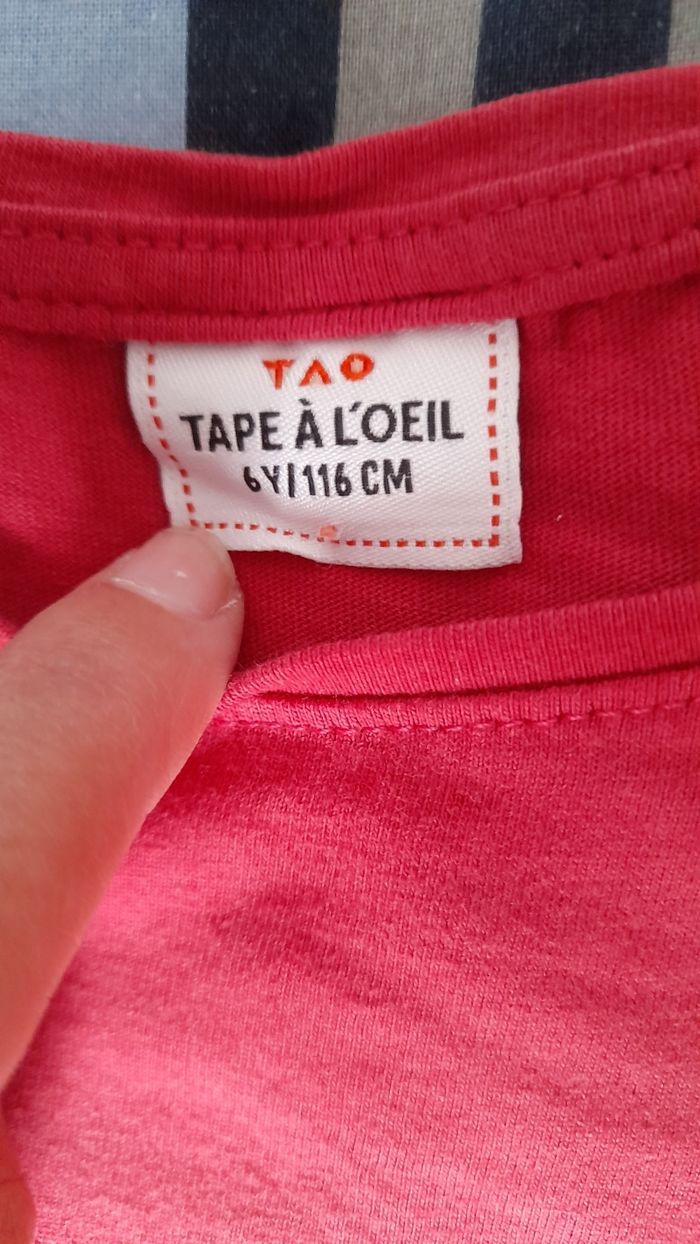 TAO
TAPE À L'OEIL
6Y/116 CM